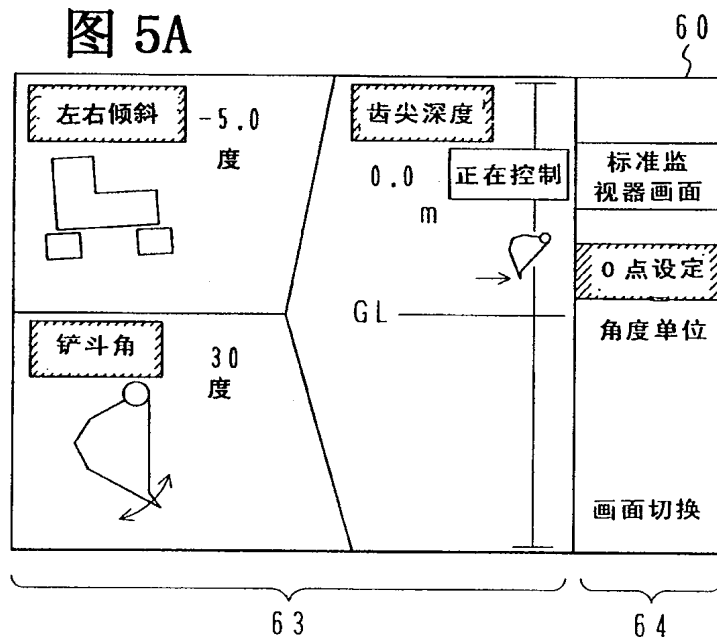 图 5A
60
左右倾斜
-5.0
度
齿尖深度
0.0
m
正在控制
GL
铲斗角
30
度
标准监
视器画面
0点设定
角度单位
画面切换
63
64